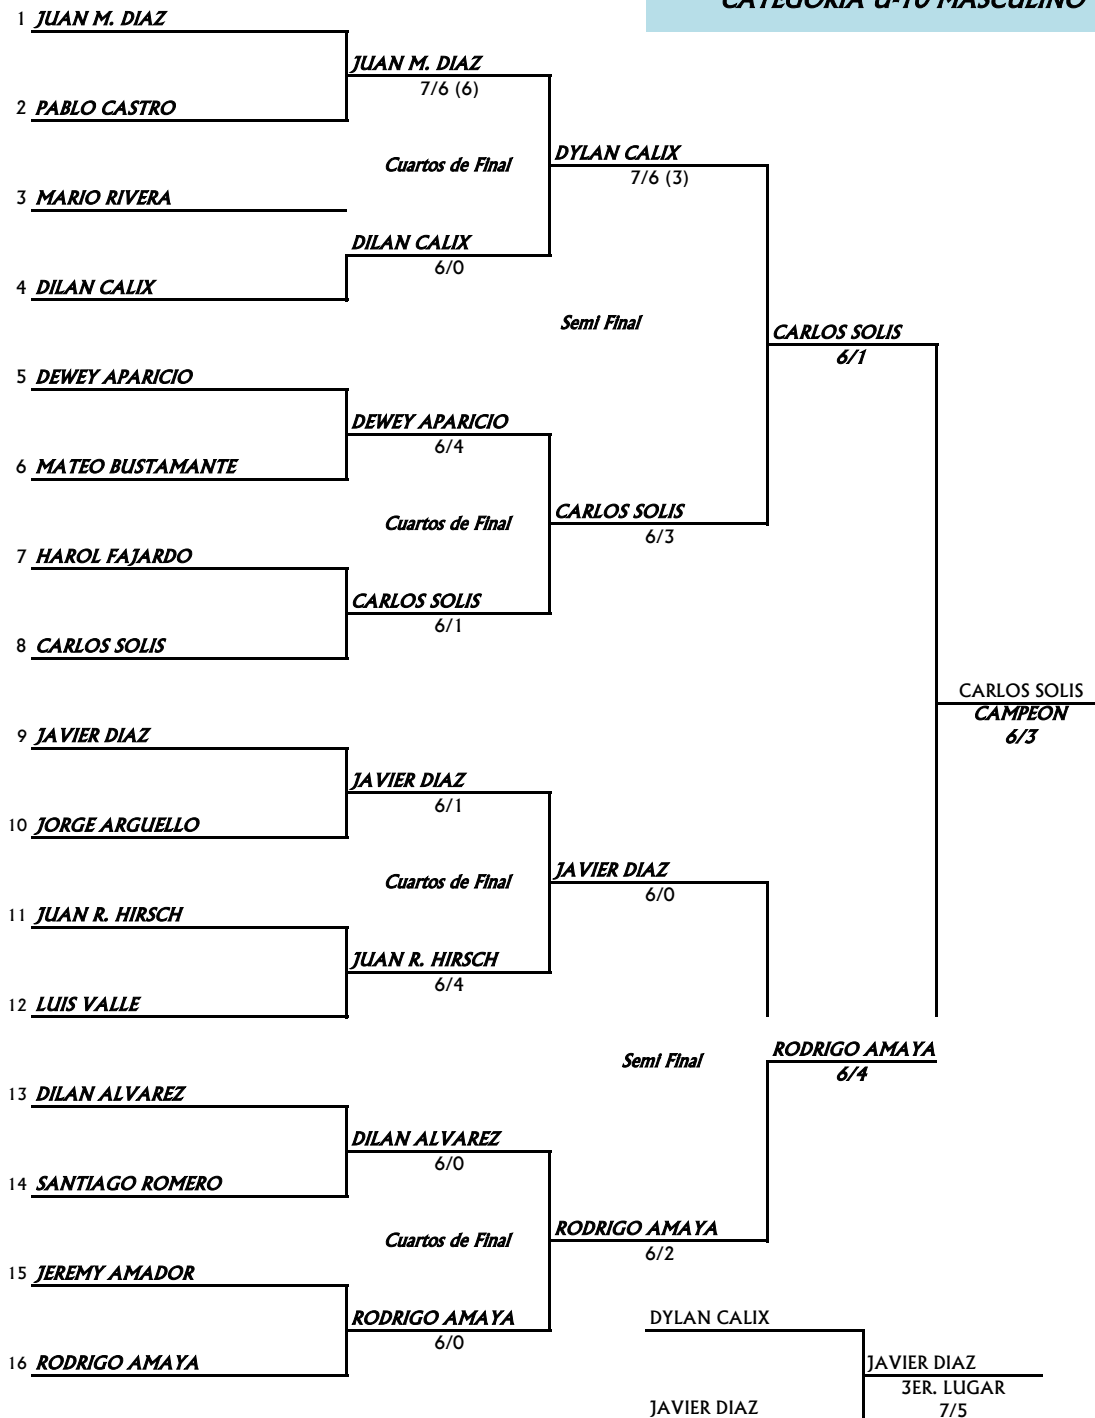 CATEGORIA U-10 MASCULINO
1 JUAN M. DIAZ
JUAN M. DIAZ
7/6 (6)
2 PABLO CASTRO
Cuartos de Final
DYLAN CALIX
7/6 (3)
3 MARIO RIVERA
DILAN CALIX
6/0
4 DILAN CALIX
Semi Final
CARLOS SOLIS
6/1
5 DEWEY APARICIO
DEWEY APARICIO
6/4
6 MATEO BUSTAMANTE
Cuartos de Final
CARLOS SOLIS
6/3
7 HAROL FAJARDO
CARLOS SOLIS
6/1
8 CARLOS SOLIS
CARLOS SOLIS
CAMPEON
6/3
9 JAVIER DIAZ
JAVIER DIAZ
6/1
10 JORGE ARGUELLO
Cuartos de Final
JAVIER DIAZ
6/0
11 JUAN R. HIRSCH
JUAN R. HIRSCH
6/4
12 LUIS VALLE
Semi Final
RODRIGO AMAYA
6/4
13 DILAN ALVAREZ
DILAN ALVAREZ
6/0
14 SANTIAGO ROMERO
Cuartos de Final
RODRIGO AMAYA
6/2
15 JEREMY AMADOR
RODRIGO AMAYA
6/0
16 RODRIGO AMAYA
DYLAN CALIX
JAVIER DIAZ
3ER. LUGAR
7/5
JAVIER DIAZ